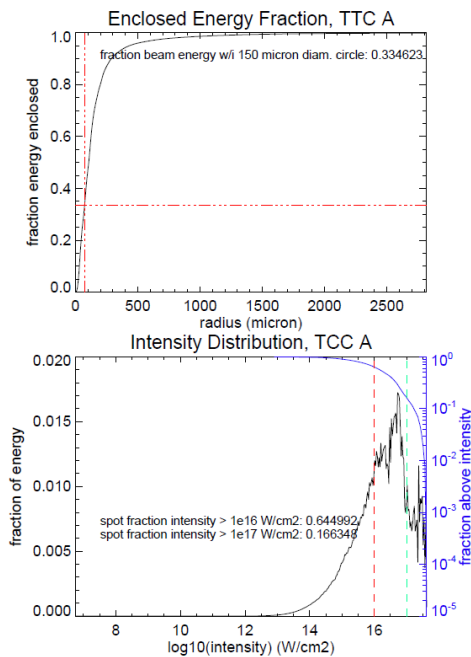 Enclosed Energy Fraction, TTC A
fraction beam energy w/i 150 micron diam. circle: 0.334623
fraction energy enclosed
1.0
0.8
0.6
0.4
0.2
0.0
0 500 1000 1500 2000 2500
radius (micron)
Intensity Distribution, TCC A
fraction of energy
0.020
0.015
0.010
0.005
0.000
spot fraction intensity > 1e16 W/cm2: 0.644992
spot fraction intensity > 1e17 W/cm2: 0.166348
10^0
10^-1
10^-2
10^-3
10^-4
10^-5
fraction above intensity
8 10 12 14 16
log10(intensity) (W/cm2)